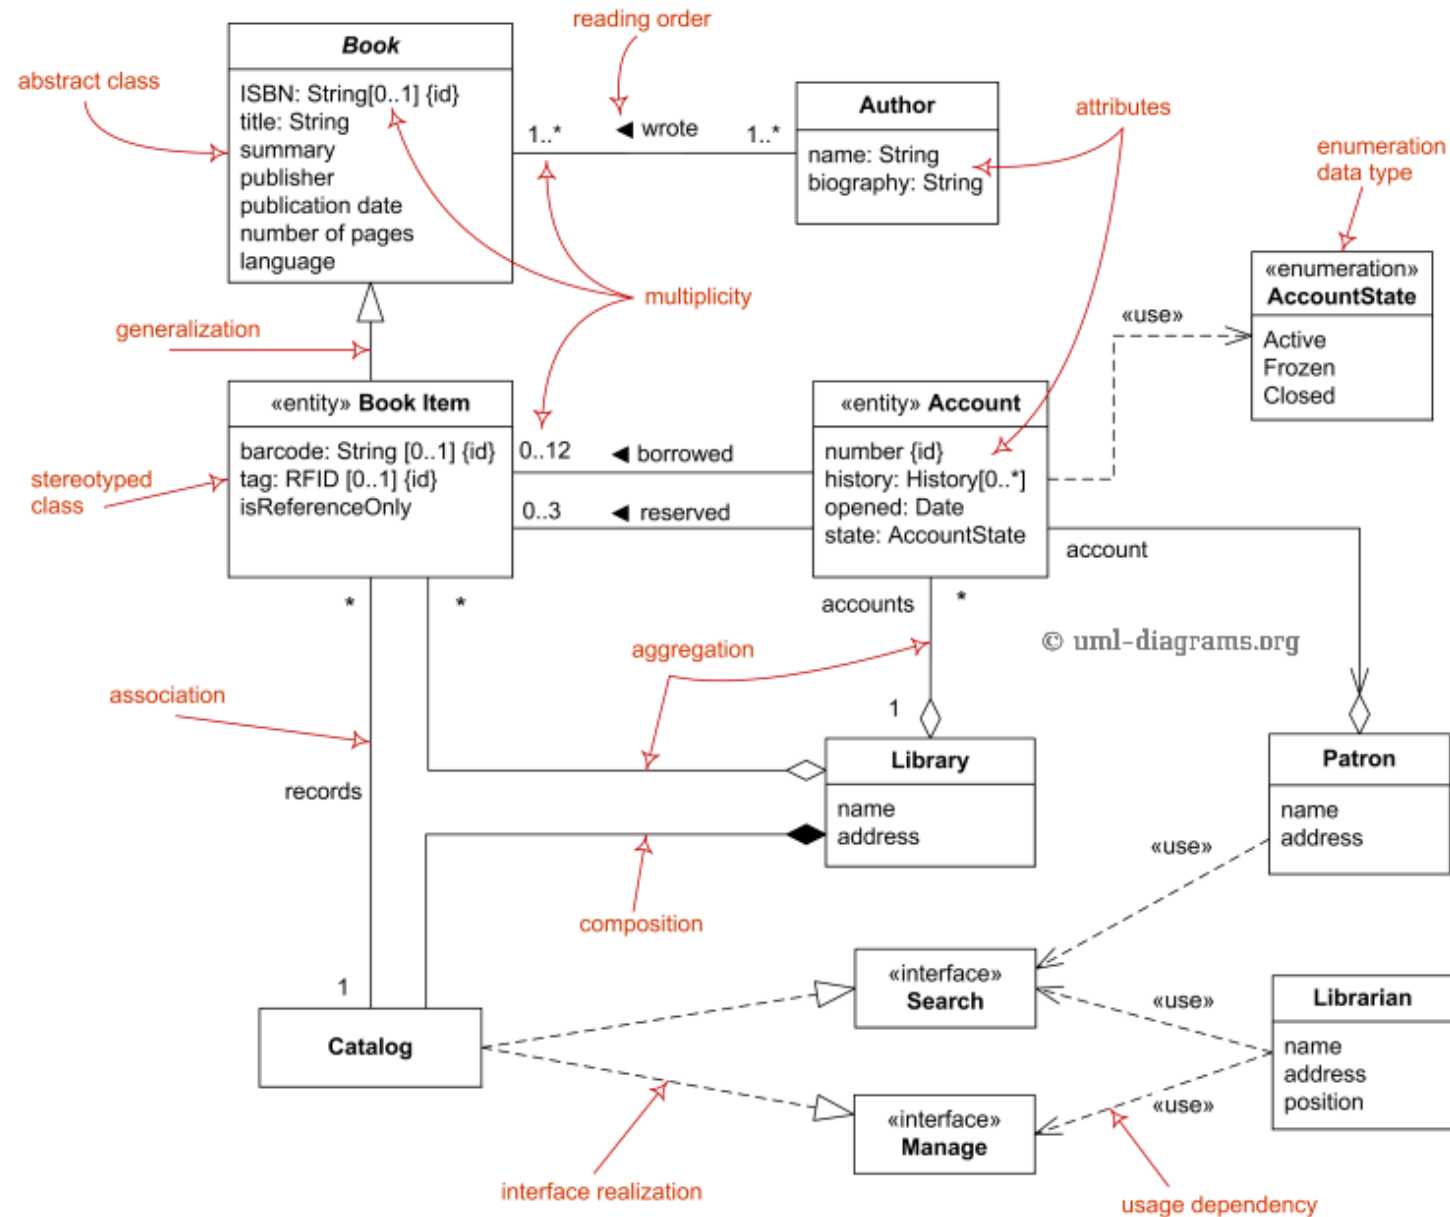 reading order
Book
abstract class
ISBN: String[0..1] {id}
title: String
summary
publisher
publication date
number of pages
language
1..*
◄ wrote
1..*
Author
name: String
biography: String
attributes
enumeration
data type
«enumeration»
AccountState
Active
Frozen
Closed
multiplicity
generalization
«use»
«entity» Book Item
barcode: String [0..1] {id}
tag: RFID [0..1] {id}
isReferenceOnly
stereotyped
class
0..12
◄ borrowed
0..3
◄ reserved
«entity» Account
number {id}
history: History[0..*]
opened: Date
state: AccountState
account
*
*
accounts
*
© uml-diagrams.org
aggregation
association
1
records
Library
name
address
Patron
name
address
composition
«use»
1
Catalog
«interface»
Search
«use»
Librarian
name
address
position
«interface»
Manage
«use»
interface realization
usage dependency